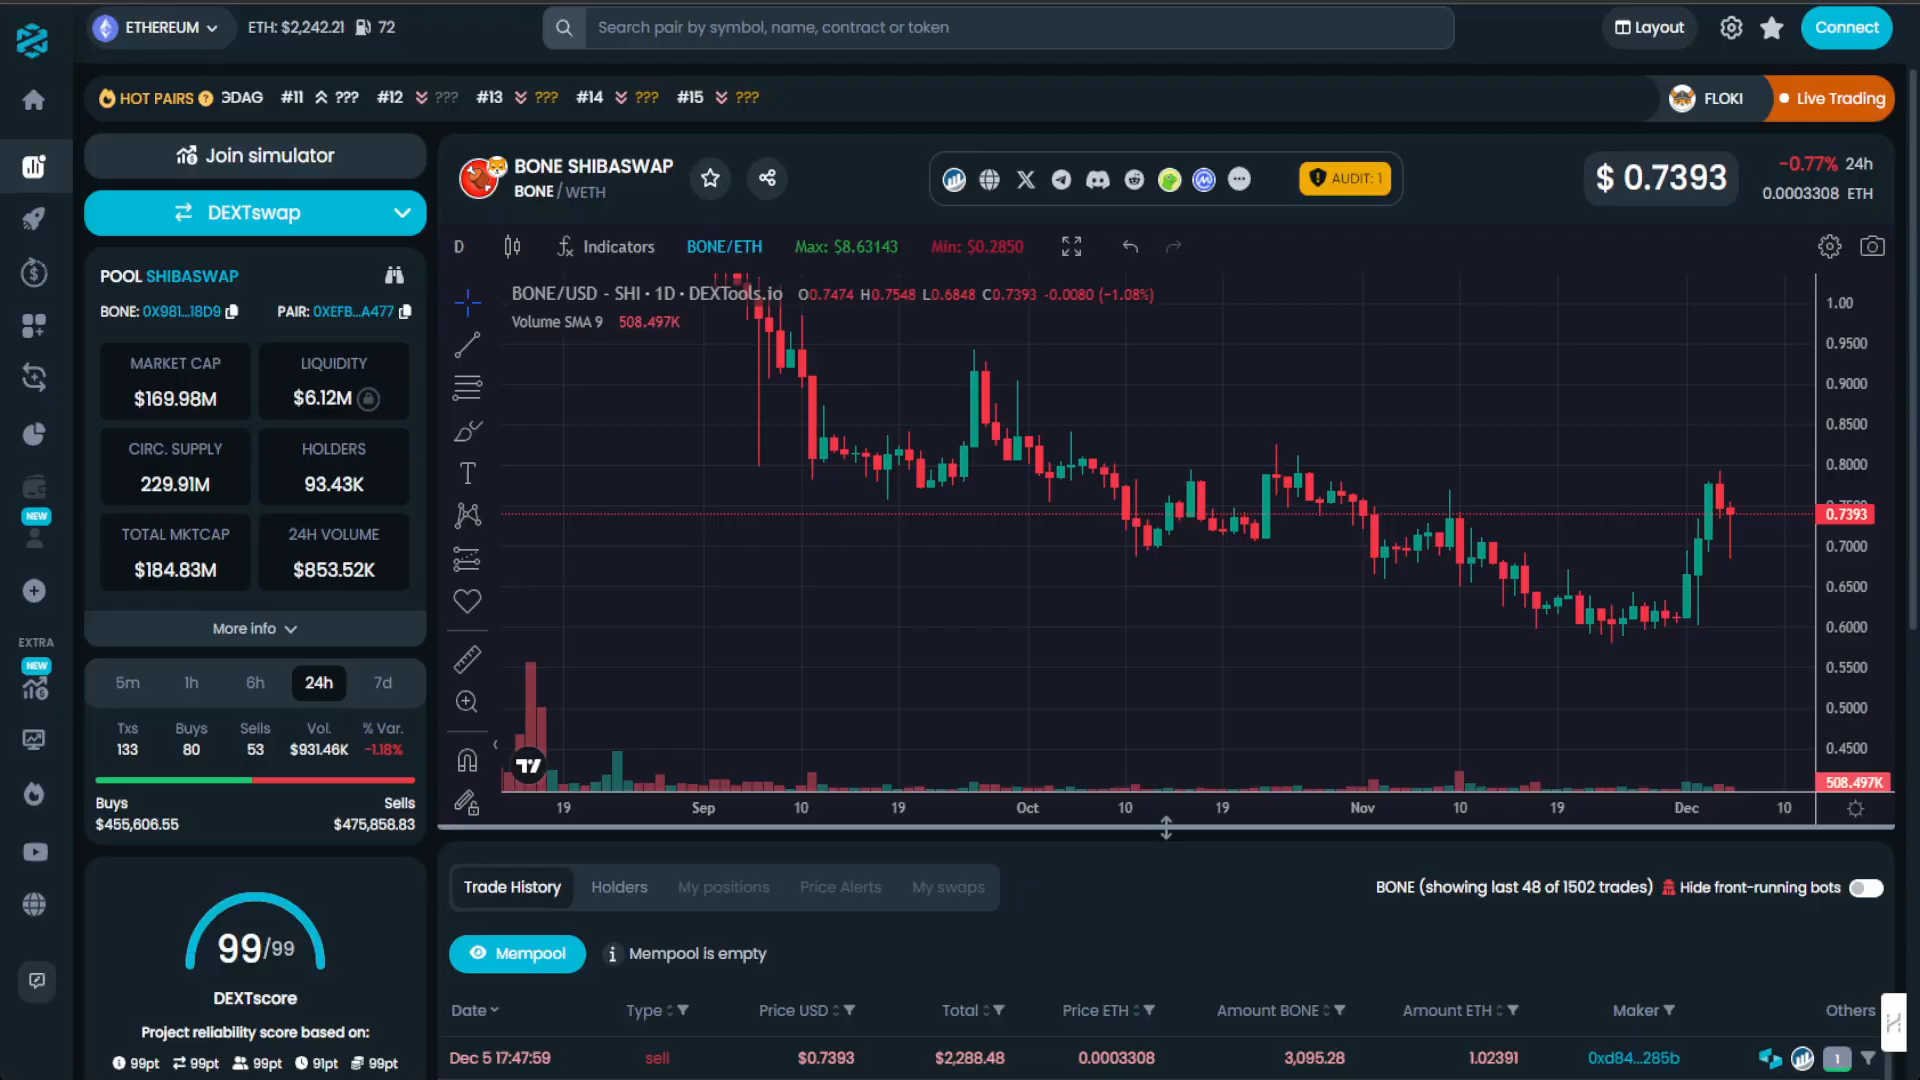 ETHEREUM
ETH: $2,242.21
72
Search pair by symbol, name, contract or token
Layout
Connect
HOT PAIRS
GDAG #11 ??? #12 ??? #13 ??? #14 ??? #15 ???
FLOKI
Live Trading
Join simulator
DEXTswap
BONE SHIBASWAP
BONE / WETH
AUDIT: 1
$ 0.7393
-0.77% 24h
0.0003308 ETH
POOL SHIBASWAP
BONE: 0X981...18D9
PAIR: 0XEFB...A477
MARKET CAP
$169.98M
LIQUIDITY
$6.12M
CIRC. SUPPLY
229.91M
HOLDERS
93.43K
TOTAL MKTCAP
$184.83M
24H VOLUME
$853.52K
More info
NEW
EXTRA
NEW
5m 1h 6h 24h 7d
Txs Buys Sells Vol. % Var.
133 80 53 $931.46K -1.18%
Buys Sells
$455,606.55 $475,858.83
99/99
DEXTscore
Project reliability score based on:
99pt 99pt 99pt 91pt 99pt
D
Indicators
BONE/ETH
Max: $8.63143
Min: $0.2850
BONE/USD - SHI · 1D · DEXTools.io O0.7474 H0.7548 L0.6848 C0.7393 -0.0080 (-1.08%)
Volume SMA 9 508.497K
1.00
0.9500
0.9000
0.8500
0.8000
0.7500
0.7393
0.7000
0.6500
0.6000
0.5500
0.5000
0.4500
508.497K
19 Sep 10 19 Oct 10 19 Nov 10 19 Dec 10
Trade History
Holders
My positions
Price Alerts
My swaps
BONE (showing last 48 of 1502 trades)
Hide front-running bots
Mempool
Mempool is empty
Date Type Price USD Total Price ETH Amount BONE Amount ETH Maker Others
Dec 5 17:47:59 sell $0.7393 $2,288.48 0.0003308 3,095.28 1.02391 0xd84...285b 1